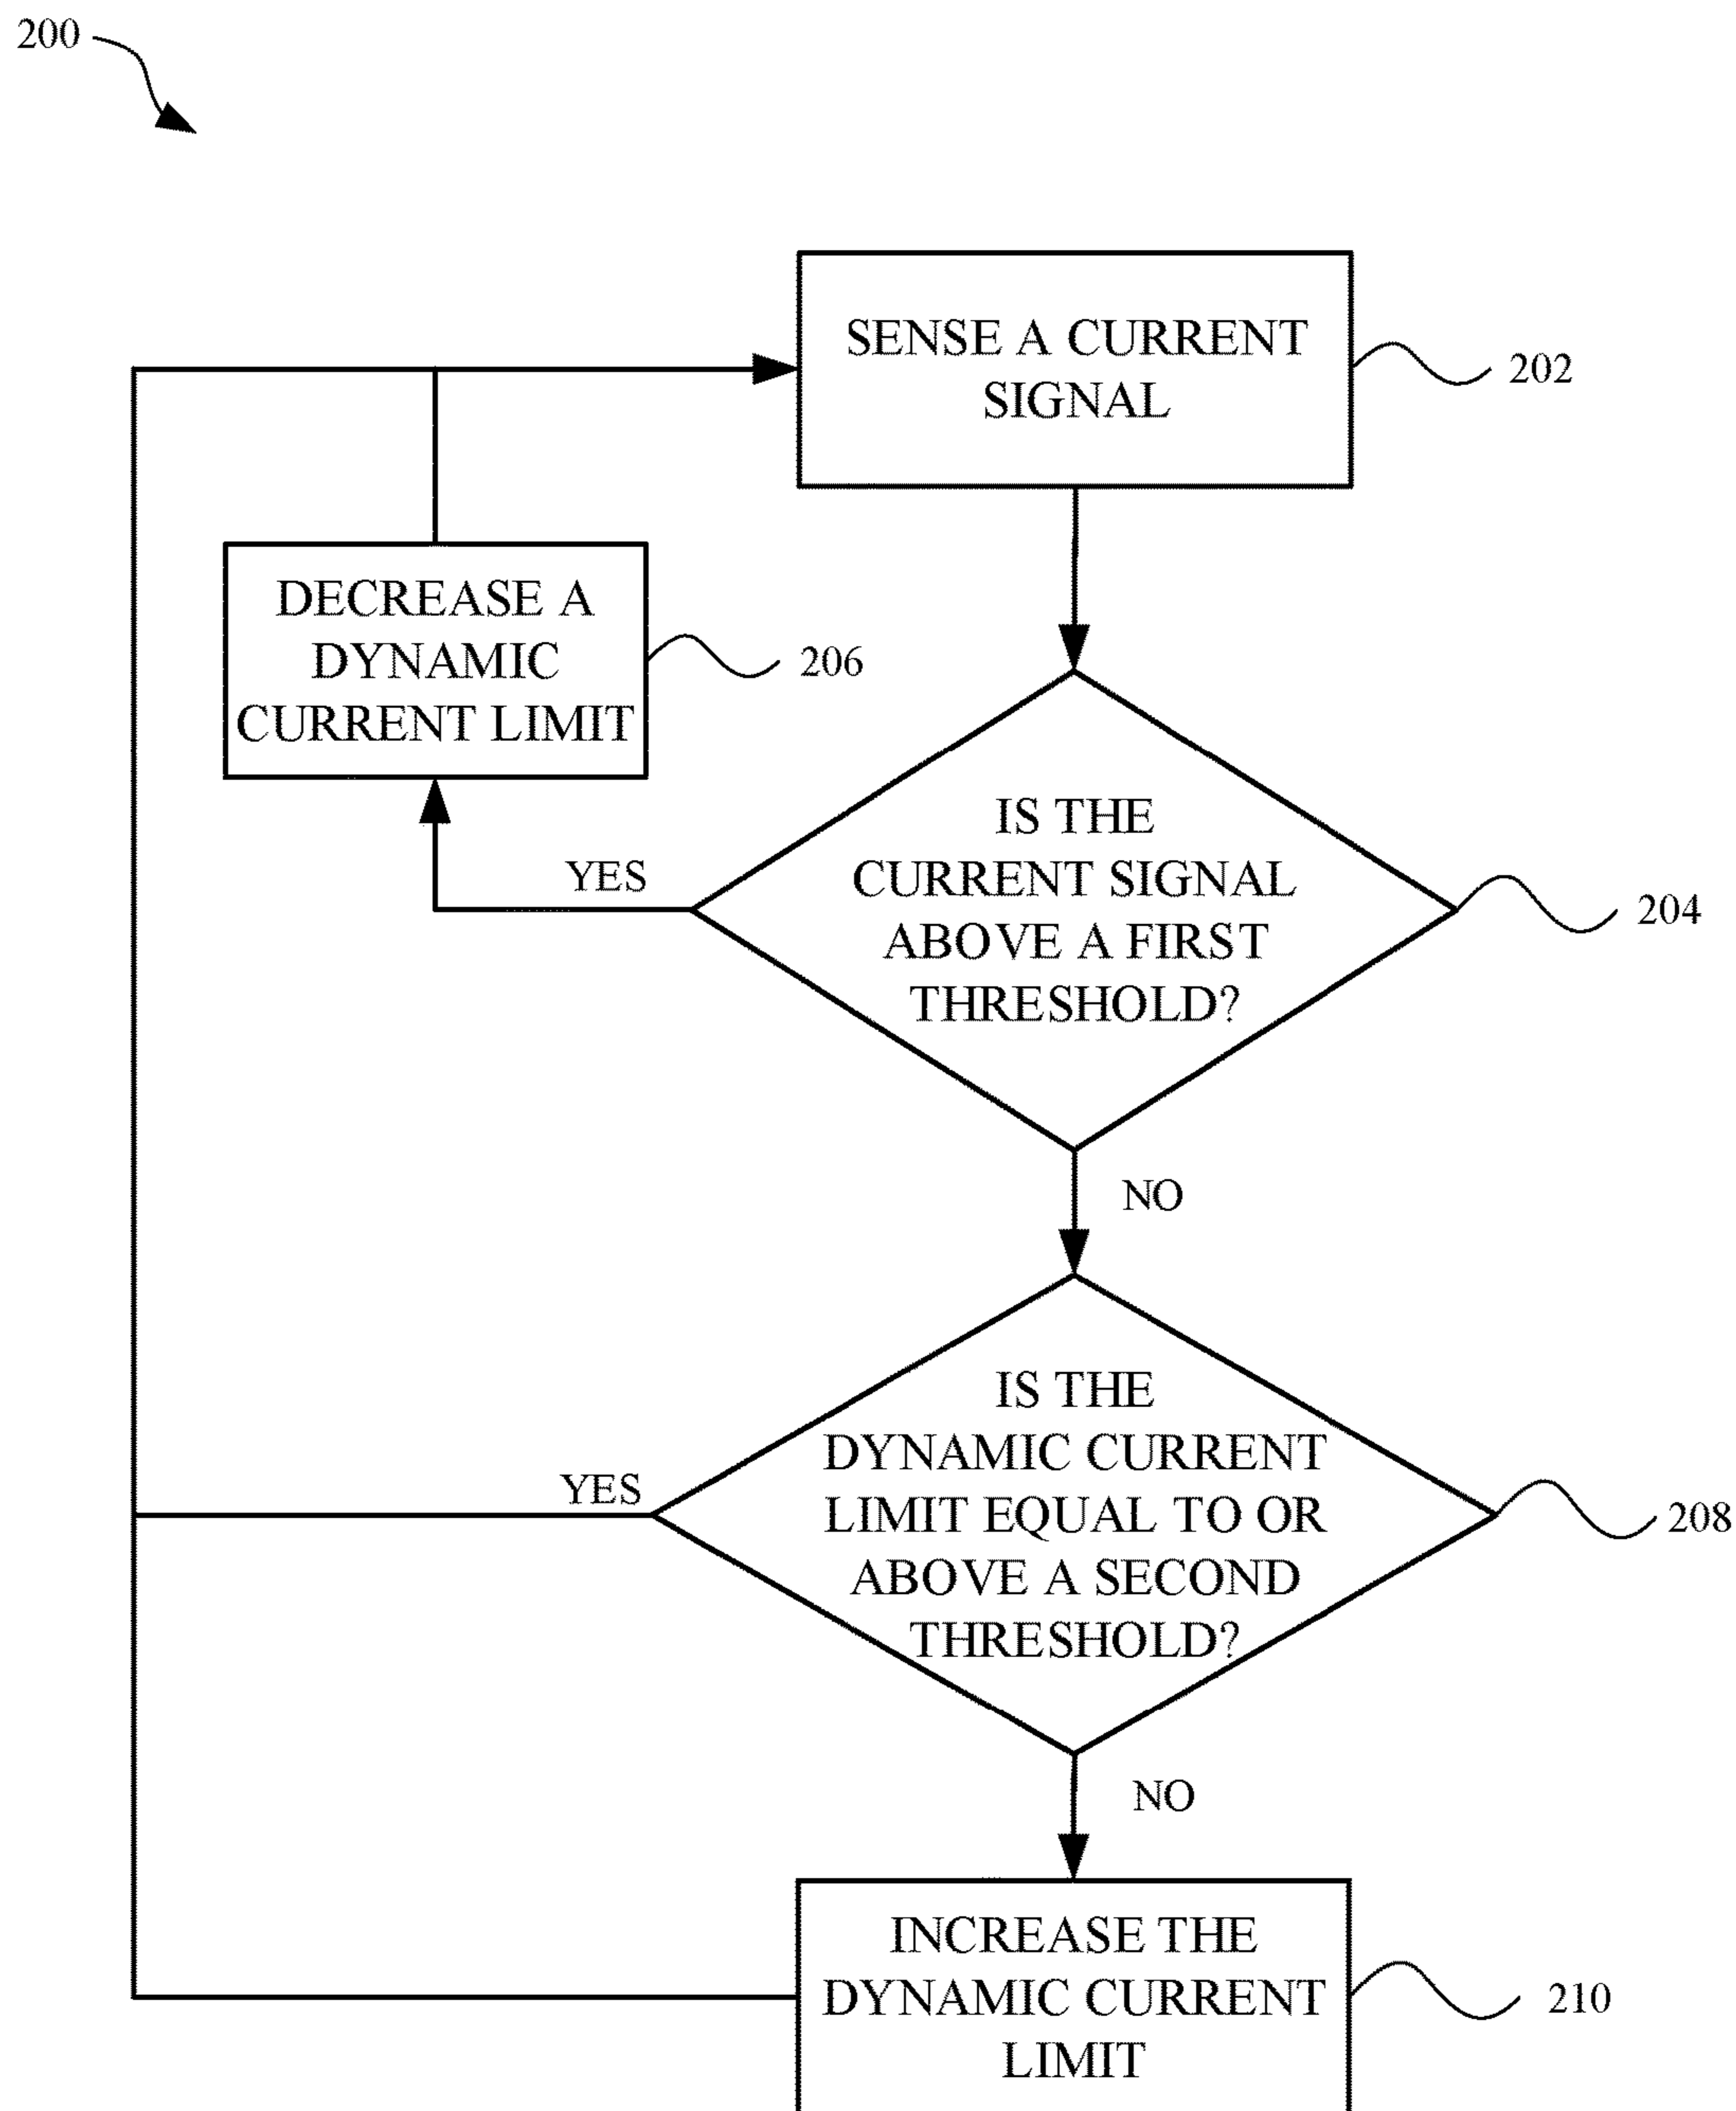 200
SENSE A CURRENT
SIGNAL
202
DECREASE A
DYNAMIC
CURRENT LIMIT
206
YES
IS THE
CURRENT SIGNAL
ABOVE A FIRST
THRESHOLD?
204
NO
YES
IS THE
DYNAMIC CURRENT
LIMIT EQUAL TO OR
ABOVE A SECOND
THRESHOLD?
208
NO
INCREASE THE
DYNAMIC CURRENT
LIMIT
210